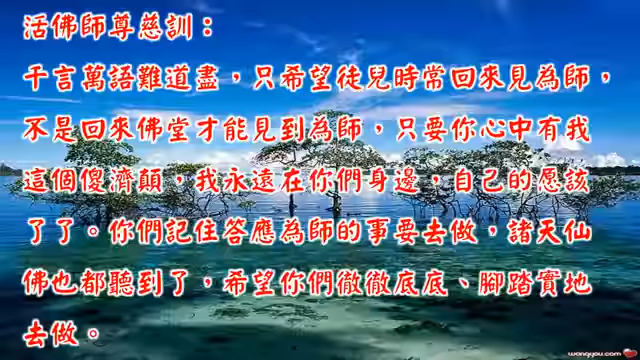 活佛師尊慈訓：
千言萬語難道盡，只希望徒兒時常回來見為師，
不是回來佛堂才能見到為師，只要你心中有我
這個傻濟顛，我永遠在你們身邊，自己的愿該
了了。你們記住答應為師的事要去做，諸天仙
佛也都聽到了，希望你們徹徹底底、腳踏實地
去做。
wangyou.com